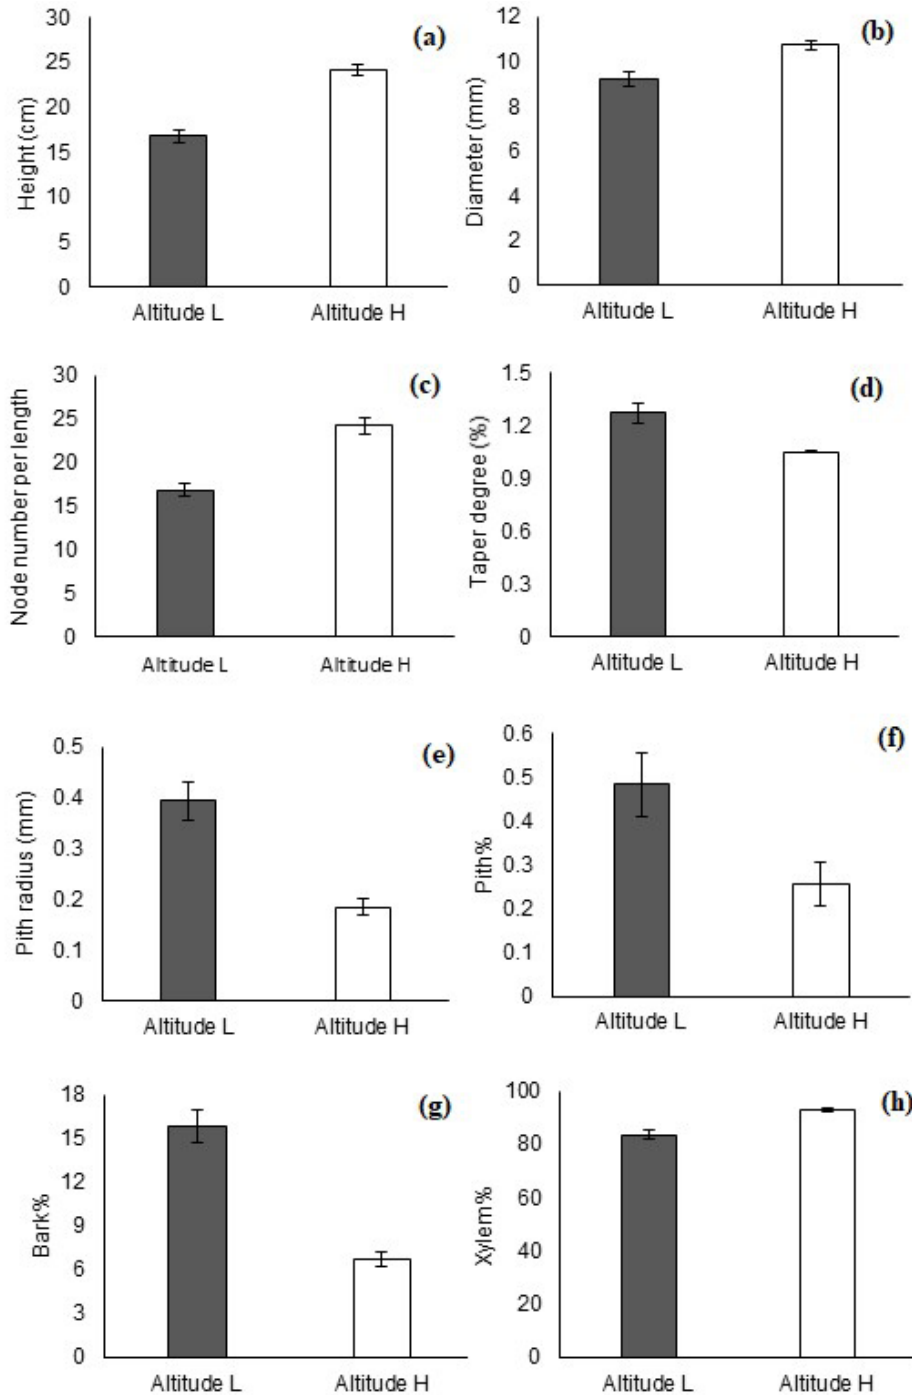 (a)
Height (cm)
30
25
20
15
10
5
0
Altitude L
Altitude H
(b)
Diameter (mm)
12
10
8
6
4
2
0
Altitude L
Altitude H
(c)
Node number per length
30
25
20
15
10
5
0
Altitude L
Altitude H
(d)
Taper degree (%)
1.5
1.2
0.9
0.6
0.3
0
Altitude L
Altitude H
(e)
Pith radius (mm)
0.5
0.4
0.3
0.2
0.1
0
Altitude L
Altitude H
(f)
Pith%
0.6
0.5
0.4
0.3
0.2
0.1
0
Altitude L
Altitude H
(g)
Bark%
18
15
12
9
6
3
0
Altitude L
Altitude H
(h)
Xylem%
100
80
60
40
20
0
Altitude L
Altitude H